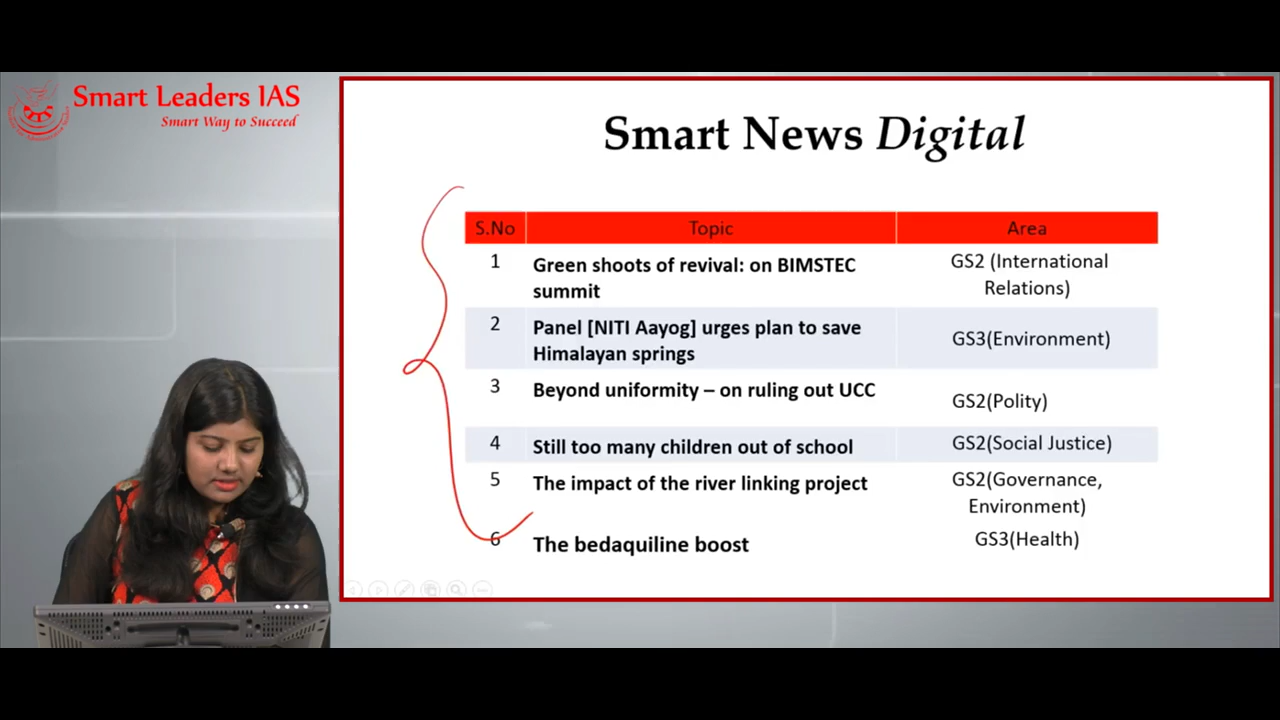 Smart Leaders IAS
Smart Way to Succeed
Smart News Digital
S.No Topic Area
1 Green shoots of revival: on BIMSTEC summit GS2 (International Relations)
2 Panel [NITI Aayog] urges plan to save Himalayan springs GS3(Environment)
3 Beyond uniformity – on ruling out UCC GS2(Polity)
4 Still too many children out of school GS2(Social Justice)
5 The impact of the river linking project GS2(Governance, Environment)
6 The bedaquiline boost GS3(Health)